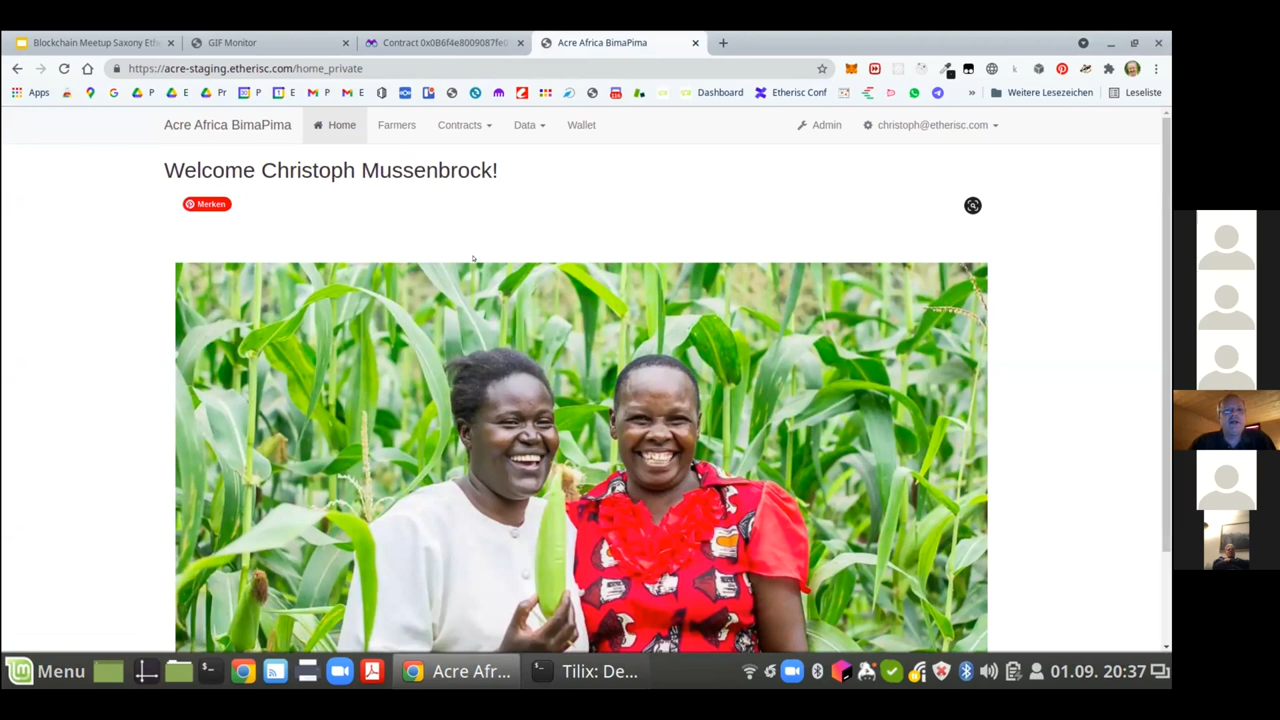 Blockchain Meetup Saxony Eth
GIF Monitor
Contract 0x0B6f4e8009087fe0
Acre Africa BimaPima
https://acre-staging.etherisc.com/home_private
Apps
P
E
Pr
P
E
P
E
Dashboard
Etherisc Conf
Weitere Lesezeichen
Leseliste
Acre Africa BimaPima
Home
Farmers
Contracts
Data
Wallet
Admin
christoph@etherisc.com
Welcome Christoph Mussenbrock!
Merken
Menu
Acre Afr...
Tilix: De...
01.09. 20:37